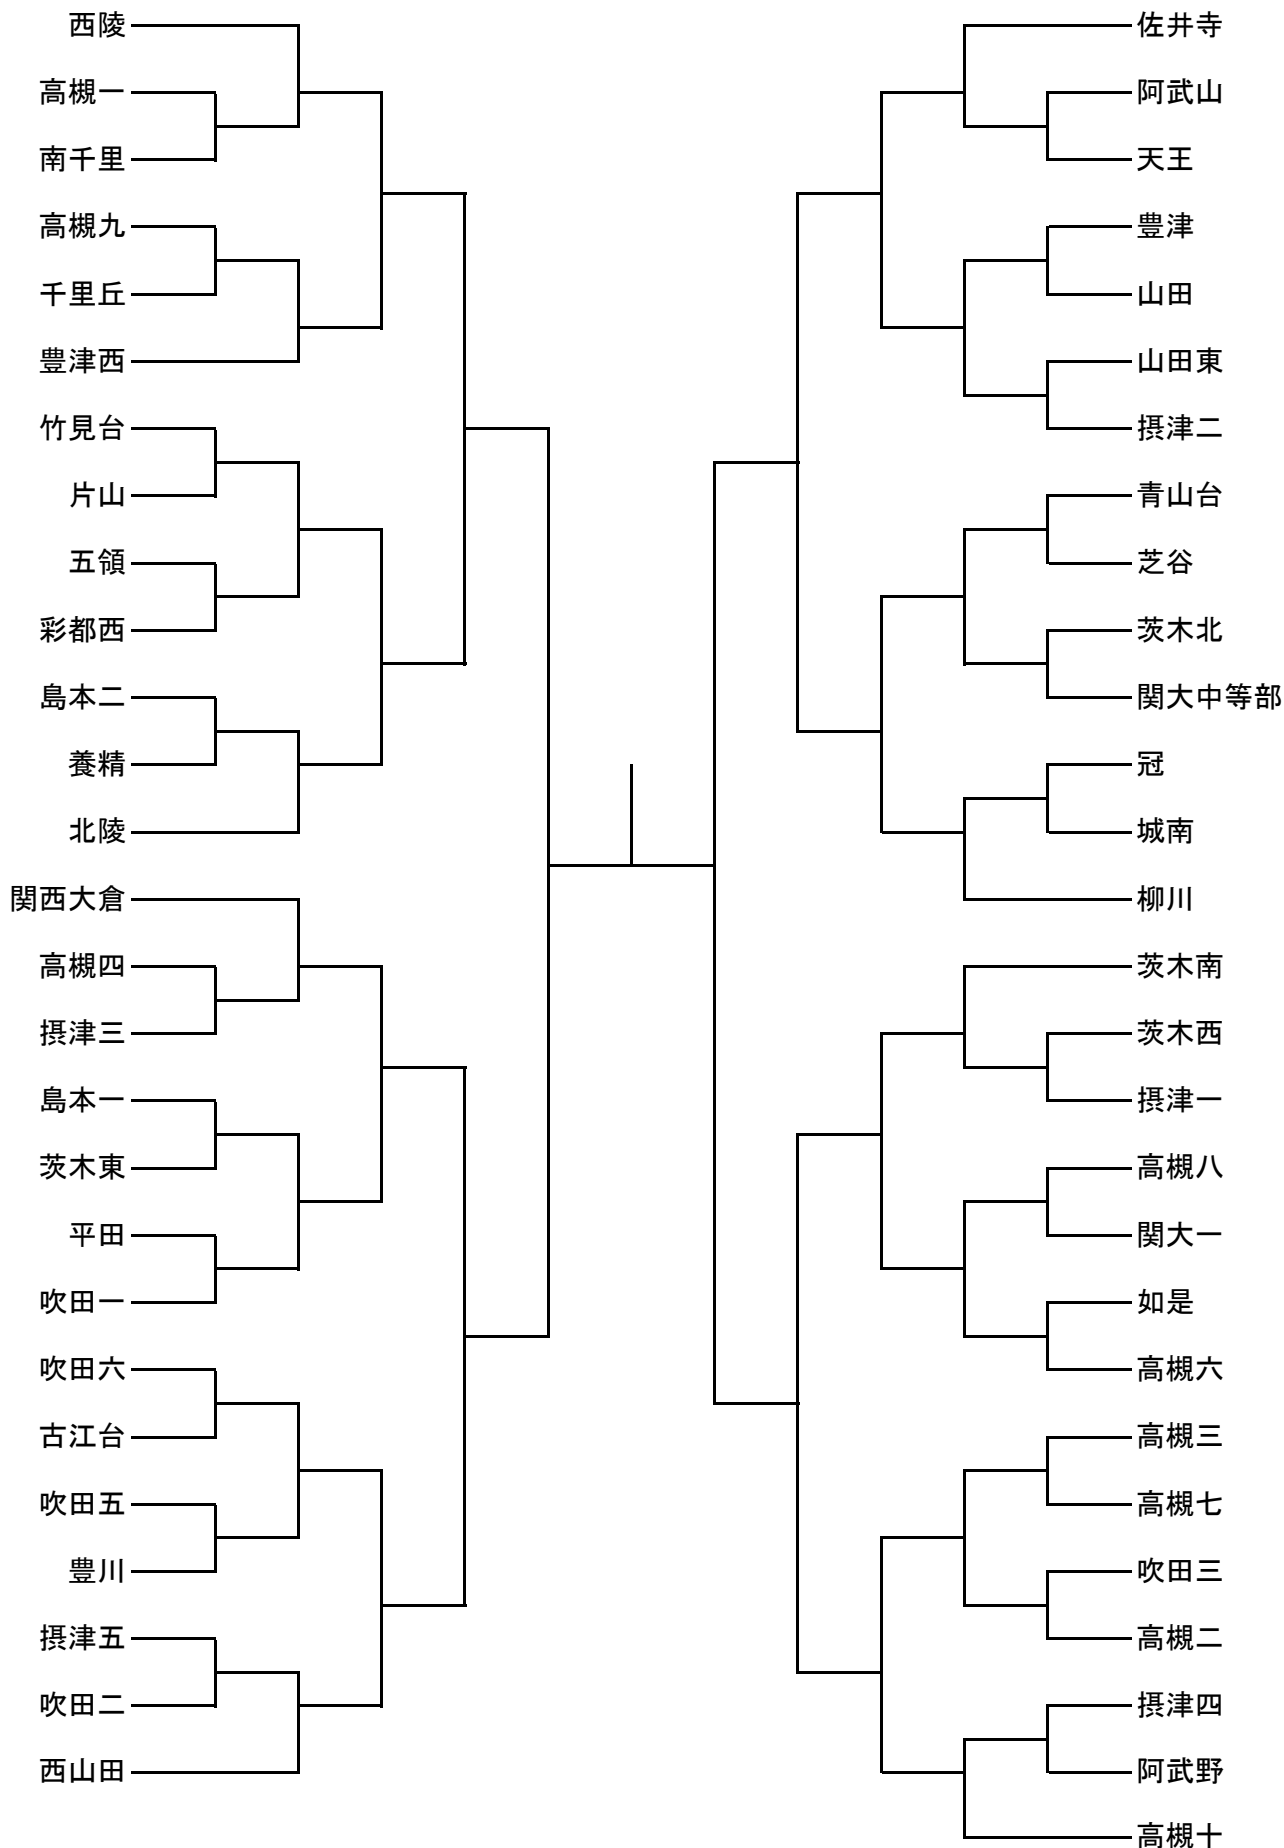 西陵
高槻一
南千里
高槻九
千里丘
豊津西
竹見台
片山
五領
彩都西
島本二
養精
北陵
関西大倉
高槻四
摂津三
島本一
茨木東
平田
吹田一
吹田六
古江台
吹田五
豊川
摂津五
吹田二
西山田
佐井寺
阿武山
天王
豊津
山田
山田東
摂津二
青山台
芝谷
茨木北
関大中等部
冠
城南
柳川
茨木南
茨木西
摂津一
高槻八
関大一
如是
高槻六
高槻三
高槻七
吹田三
高槻二
摂津四
阿武野
高槻十